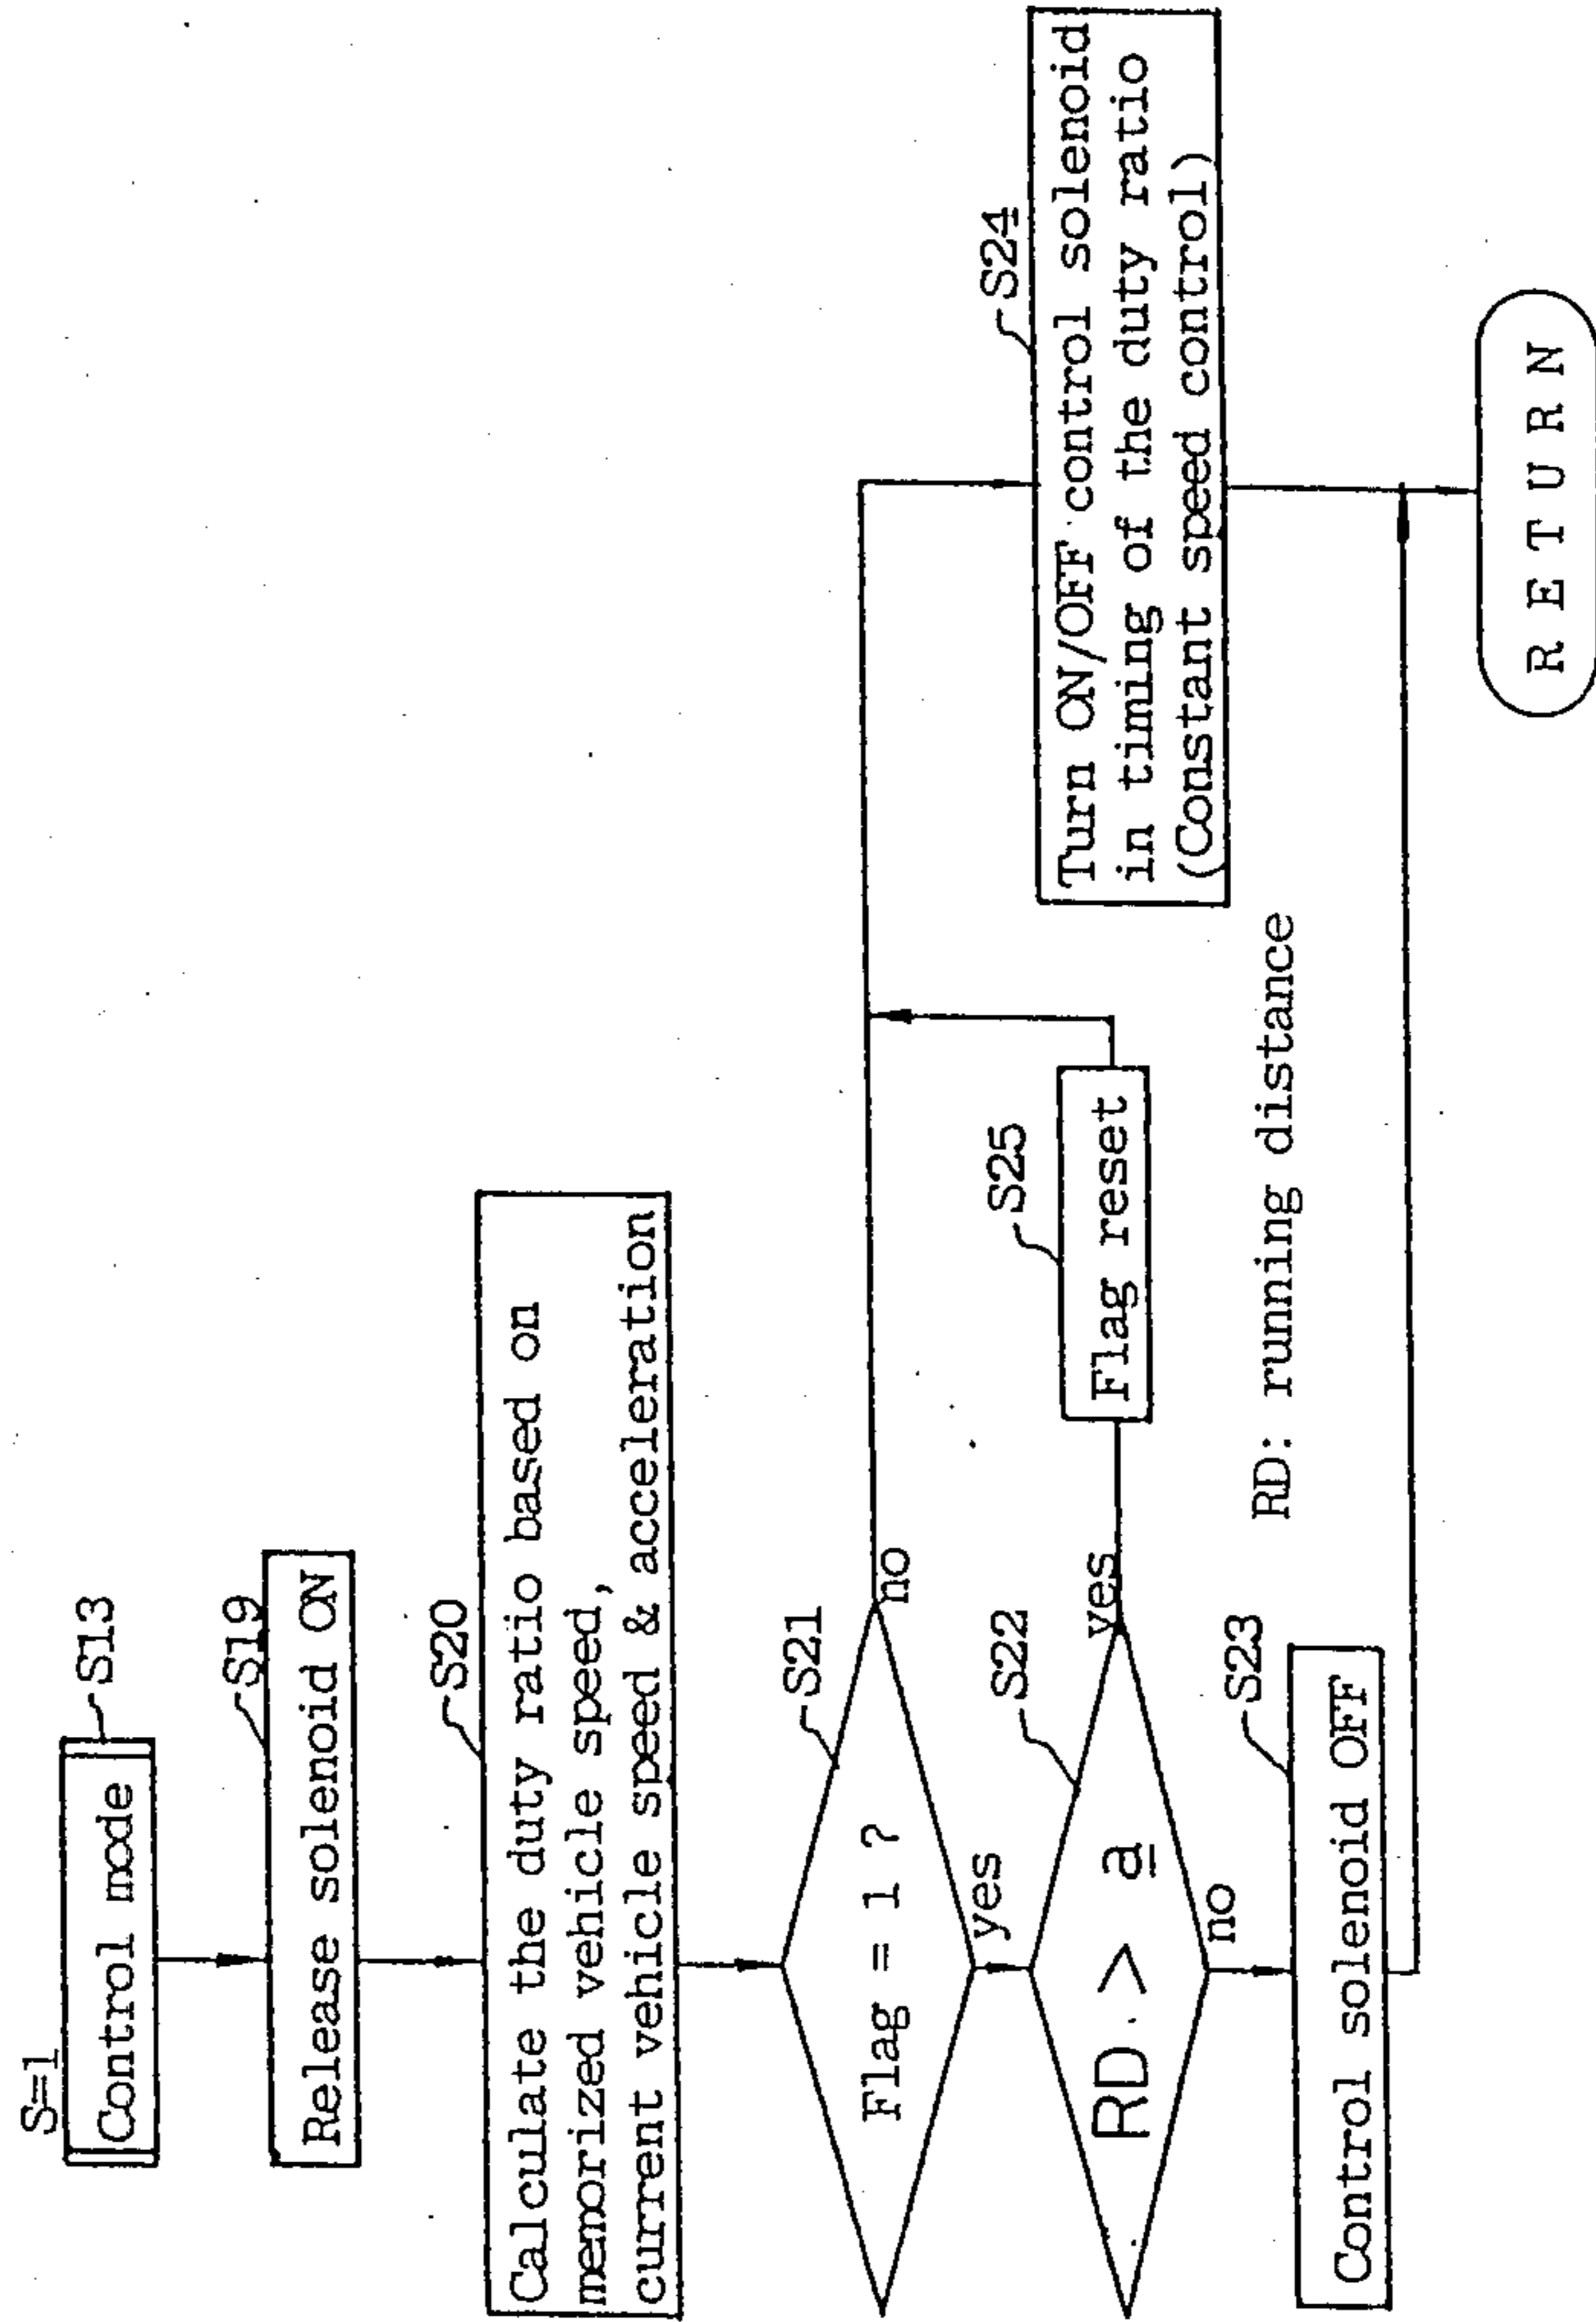 S=1
Control mode
S13
S19
Release solenoid ON
S20
Calculate the duty ratio based on
memorized vehicle speed,
current vehicle speed & acceleration
S21
Flag = 1 ?
no
yes
S22
RD > a
yes
no
S25
Flag reset
S23
Control solenoid OFF
RD: running distance
S24
Turn ON/OFF control solenoid
in timing of the duty ratio
(Constant speed control)
RETURN